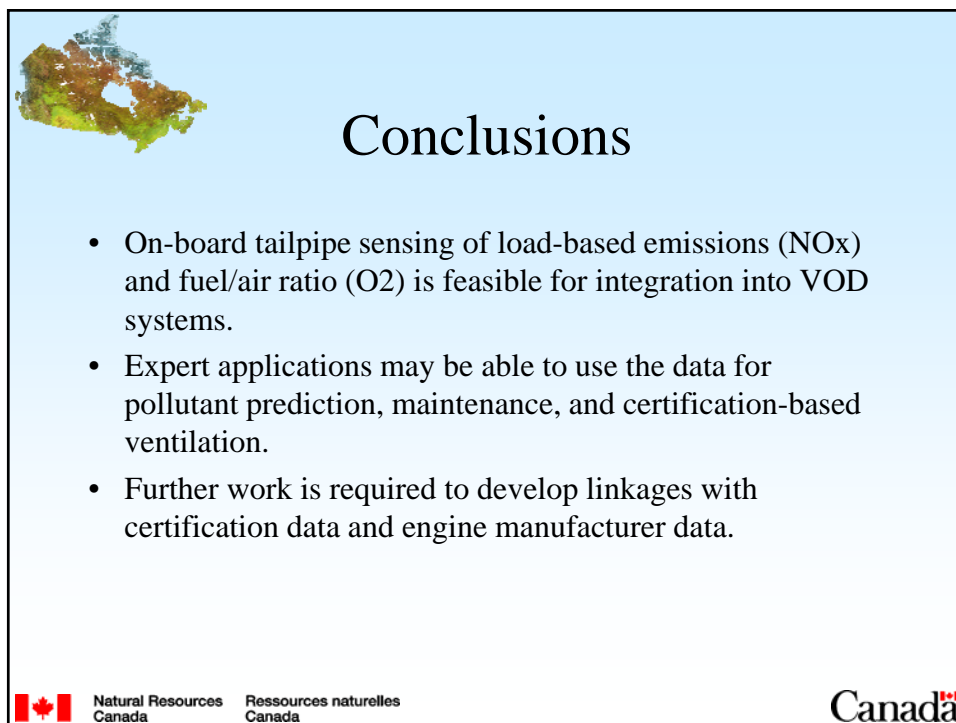 Conclusions
• On-board tailpipe sensing of load-based emissions (NOx)
and fuel/air ratio (O2) is feasible for integration into VOD
systems.
• Expert applications may be able to use the data for
pollutant prediction, maintenance, and certification-based
ventilation.
• Further work is required to develop linkages with
certification data and engine manufacturer data.
Natural Resources Ressources naturelles
Canada Canada
Canada